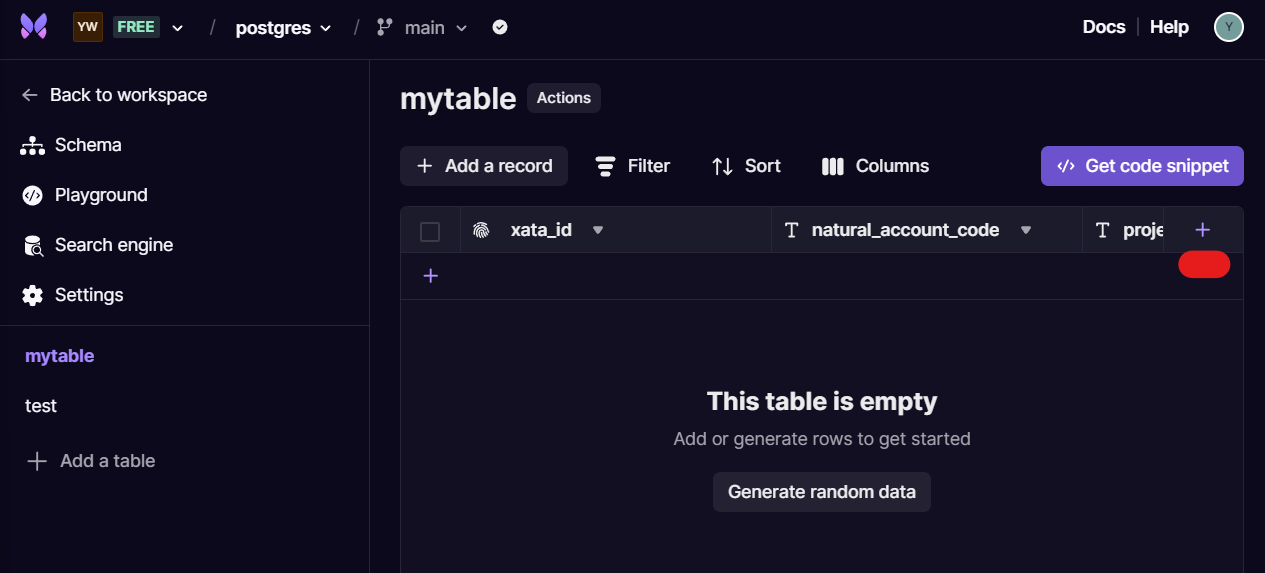 YW FREE / postgres / main Docs Help Y
Back to workspace
Schema
Playground
Search engine
Settings
mytable
test
Add a table
mytable Actions
Add a record Filter Sort Columns Get code snippet
xata_id natural_account_code proje
This table is empty
Add or generate rows to get started
Generate random data